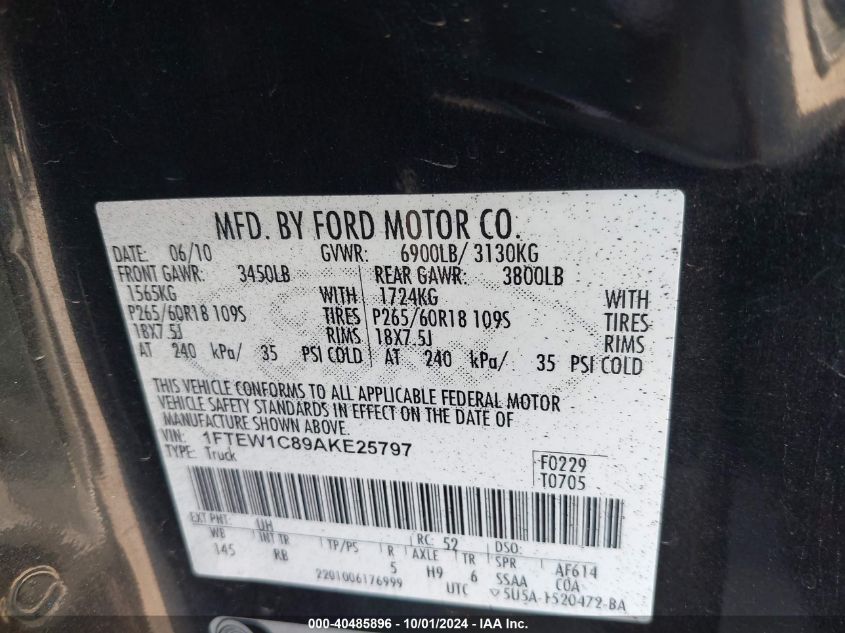 MFD. BY FORD MOTOR CO.
DATE: 06/10 GVWR: 6900LB/ 3130KG
FRONT GAWR: 3450LB REAR GAWR: 3800LB
1565KG WITH 1724KG WITH
P265/60R18 109S TIRES P265/60R18 109S TIRES
18X7.5J RIMS 18X7.5J RIMS
AT 240 kPa/ 35 PSI COLD AT 240 kPa/ 35 PSI COLD
THIS VEHICLE CONFORMS TO ALL APPLICABLE FEDERAL MOTOR
VEHICLE SAFETY STANDARDS IN EFFECT ON THE DATE OF
MANUFACTURE SHOWN ABOVE.
VIN: 1FTEW1C89AKE25797
TYPE: Truck
F0229
T0705
EXT PNT: UH RC: 52 DSO:
WB INT TR TP/PS R AXLE TR SPR AF614
145 RB 5 H9 6 SSAA COA
2201006176999 UTC ▽5U5A-1520472-BA
000-40485896 - 10/01/2024 - IAA Inc.